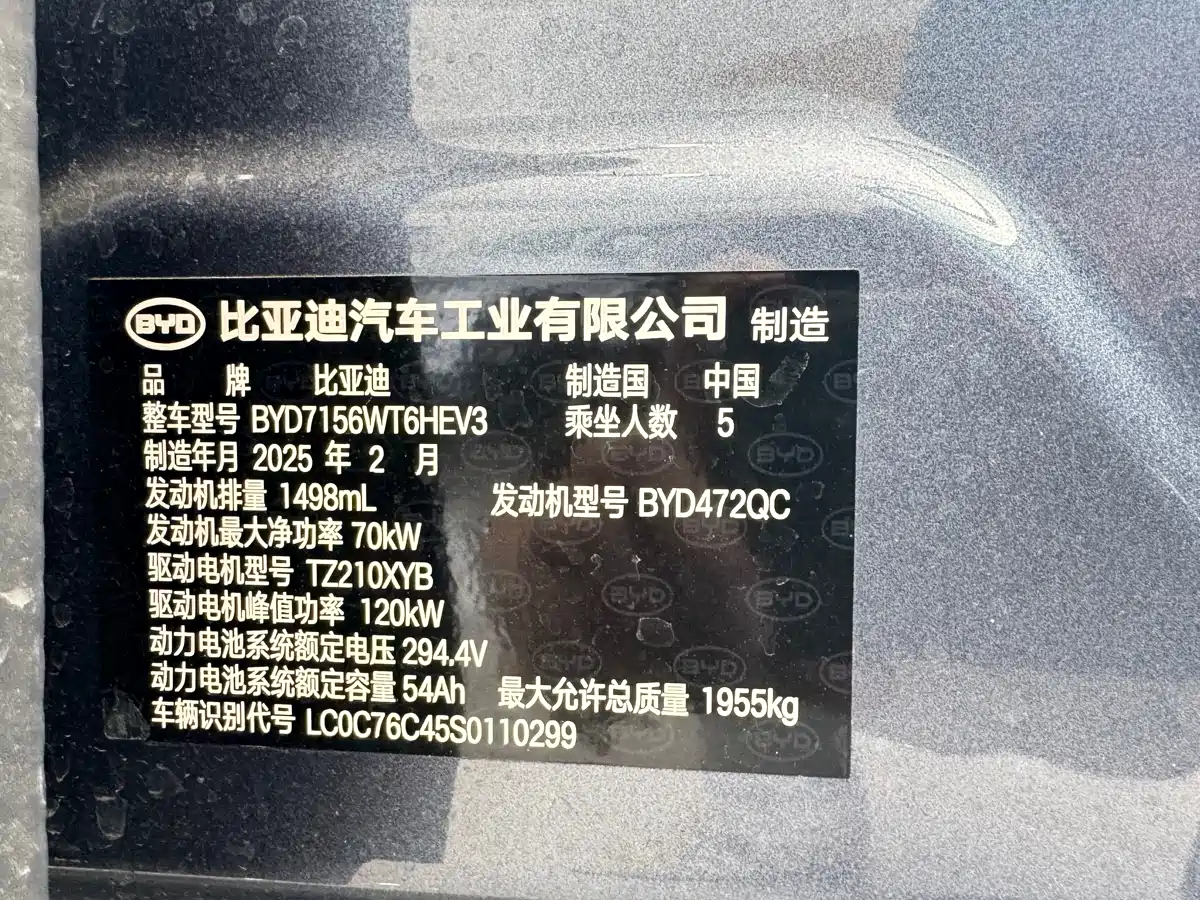 BYD 比亚迪汽车工业有限公司 制造
品 牌 比亚迪 制造国 中国
整车型号 BYD7156WT6HEV3 乘坐人数 5
制造年月 2025 年 2 月
发动机排量 1498mL 发动机型号 BYD472QC
发动机最大净功率 70kW
驱动电机型号 TZ210XYB
驱动电机峰值功率 120kW
动力电池系统额定电压 294.4V
动力电池系统额定容量 54Ah 最大允许总质量 1955kg
车辆识别代号 LC0C76C45S0110299